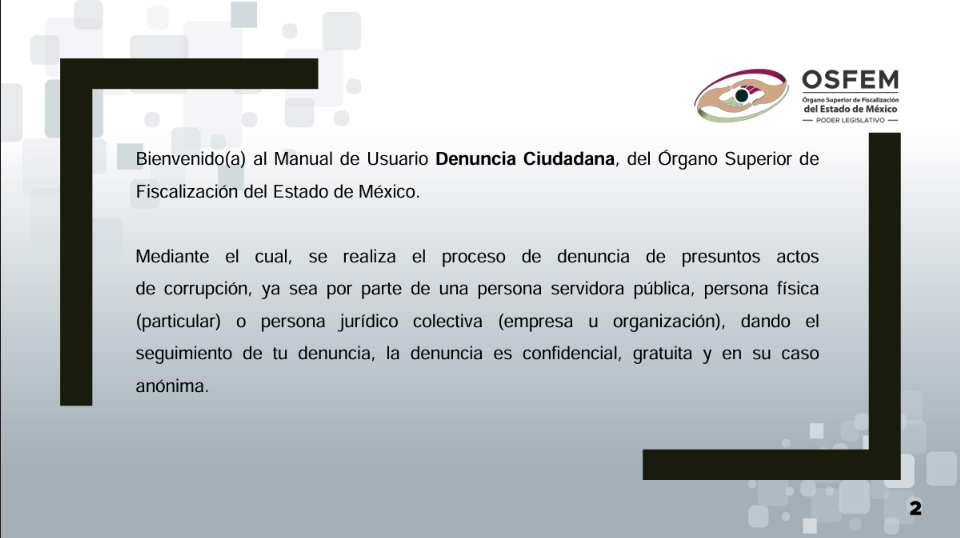 OSFEM
Órgano Superior de Fiscalización
del Estado de México
PODER LEGISLATIVO
Bienvenido(a) al Manual de Usuario Denuncia Ciudadana, del Órgano Superior de
Fiscalización del Estado de México.
Mediante el cual, se realiza el proceso de denuncia de presuntos actos
de corrupción, ya sea por parte de una persona servidora pública, persona física
(particular) o persona jurídico colectiva (empresa u organización), dando el
seguimiento de tu denuncia, la denuncia es confidencial, gratuita y en su caso
anónima.
2